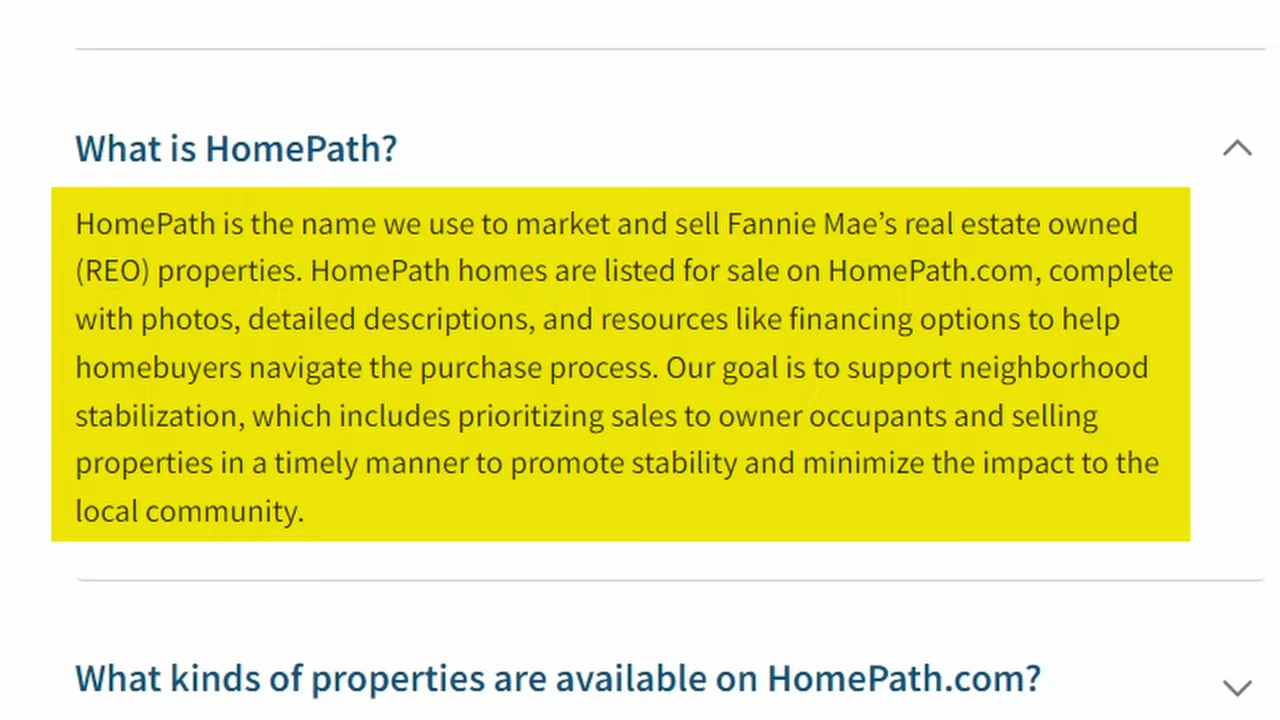 What is HomePath?
HomePath is the name we use to market and sell Fannie Mae’s real estate owned
(REO) properties. HomePath homes are listed for sale on HomePath.com, complete
with photos, detailed descriptions, and resources like financing options to help
homebuyers navigate the purchase process. Our goal is to support neighborhood
stabilization, which includes prioritizing sales to owner occupants and selling
properties in a timely manner to promote stability and minimize the impact to the
local community.
What kinds of properties are available on HomePath.com?